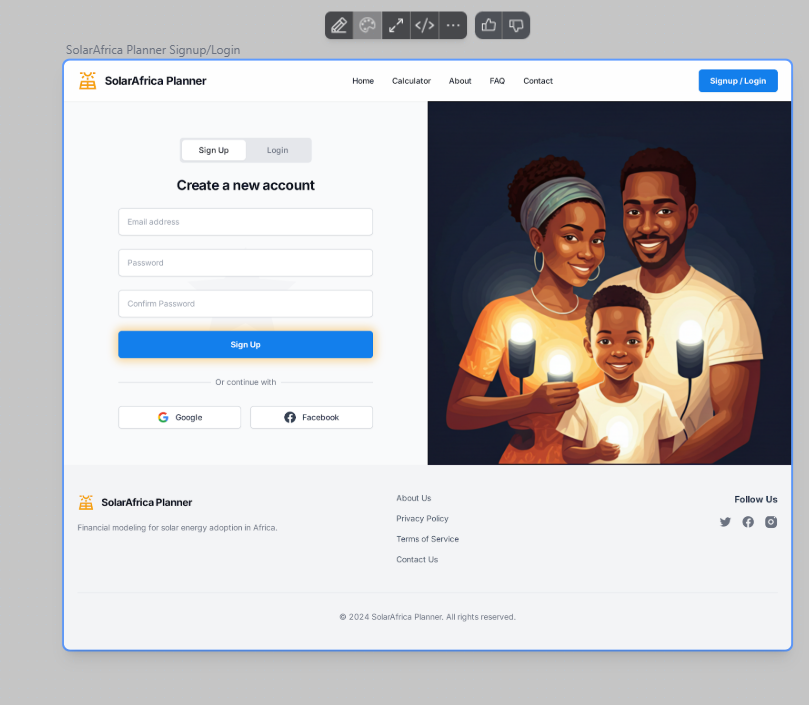 SolarAfrica Planner Signup/Login
SolarAfrica Planner
Home
Calculator
About
FAQ
Contact
Signup / Login
Sign Up
Login
Create a new account
Email address
Password
Confirm Password
Sign Up
Or continue with
Google
Facebook
SolarAfrica Planner
Financial modeling for solar energy adoption in Africa.
About Us
Privacy Policy
Terms of Service
Contact Us
Follow Us
© 2024 SolarAfrica Planner. All rights reserved.